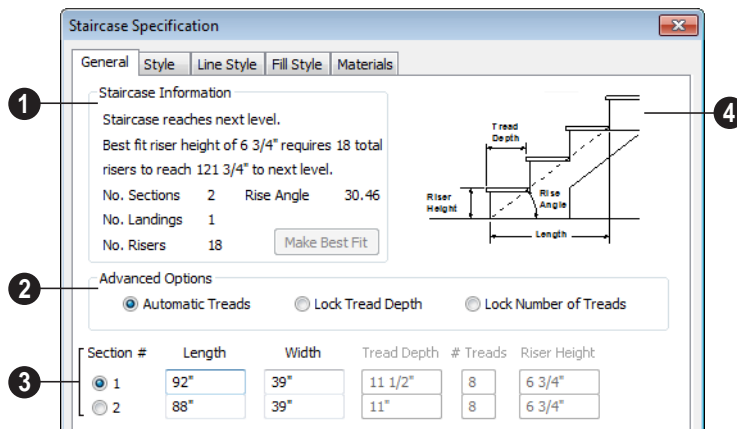 Staircase Specification
General Style Line Style Fill Style Materials
1
Staircase Information
Staircase reaches next level.
Best fit riser height of 6 3/4" requires 18 total
risers to reach 121 3/4" to next level.
No. Sections 2 Rise Angle 30.46
No. Landings 1
No. Risers 18 Make Best Fit
Tread
Depth
Riser
Height
Rise
Angle
Length
4
2
Advanced Options
Automatic Treads Lock Tread Depth Lock Number of Treads
3
Section # Length Width Tread Depth # Treads Riser Height
1 92" 39" 11 1/2" 8 6 3/4"
2 88" 39" 11" 8 6 3/4"